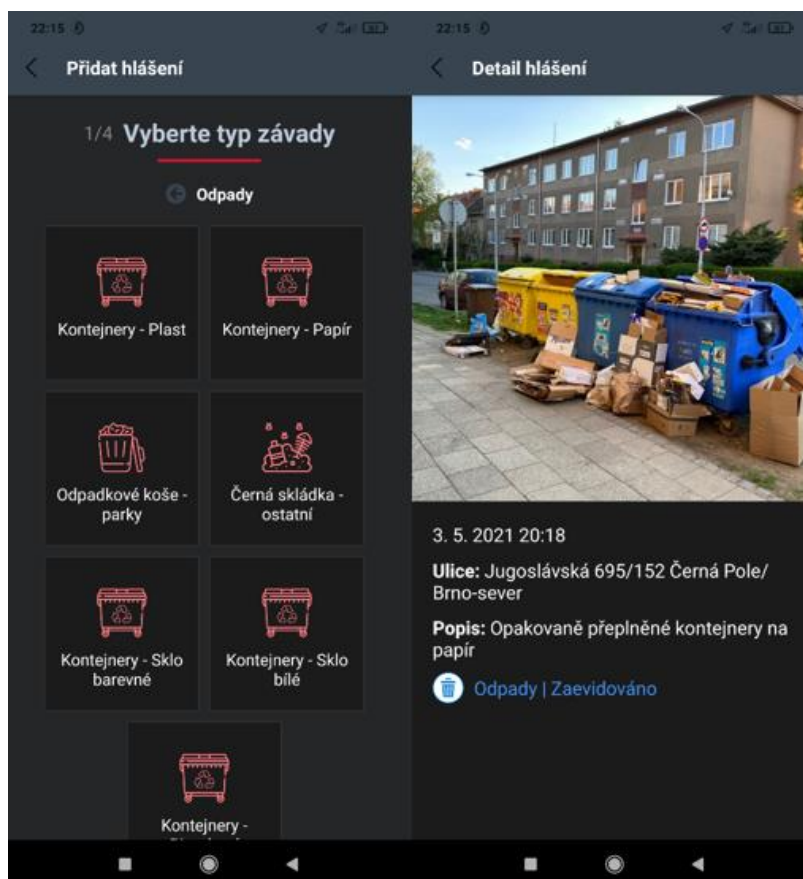 22:15
Přidat hlášení
1/4 Vyberte typ závady
Odpady
Kontejnery - Plast
Kontejnery - Papír
Odpadkové koše -
parky
Černá skládka -
ostatní
Kontejnery - Sklo
barevné
Kontejnery - Sklo
bílé
Kontejnery -
22:15
Detail hlášení
3. 5. 2021 20:18
Ulice: Jugoslávská 695/152 Černá Pole/
Brno-sever
Popis: Opakovaně přeplněné kontejnery na
papír
Odpady | Zaevidováno